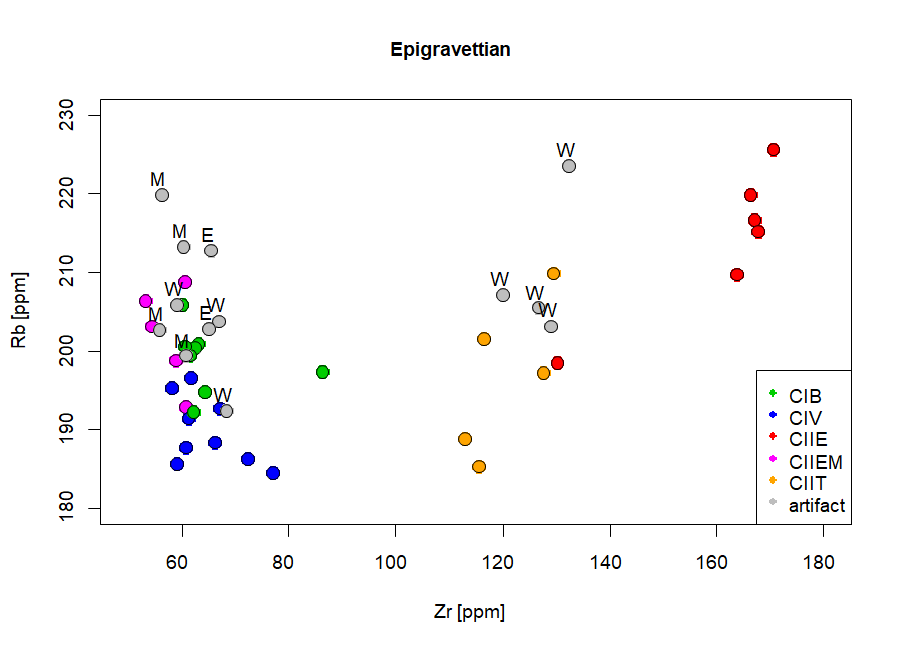 Epigravettian
230
220
210
200
190
180
Rb [ppm]
W
M
M
E
W
W
W
M
E
W
W
M
W
CIB
CIV
CIIE
CIIEM
CIIT
artifact
60
80
100
120
140
160
180
Zr [ppm]